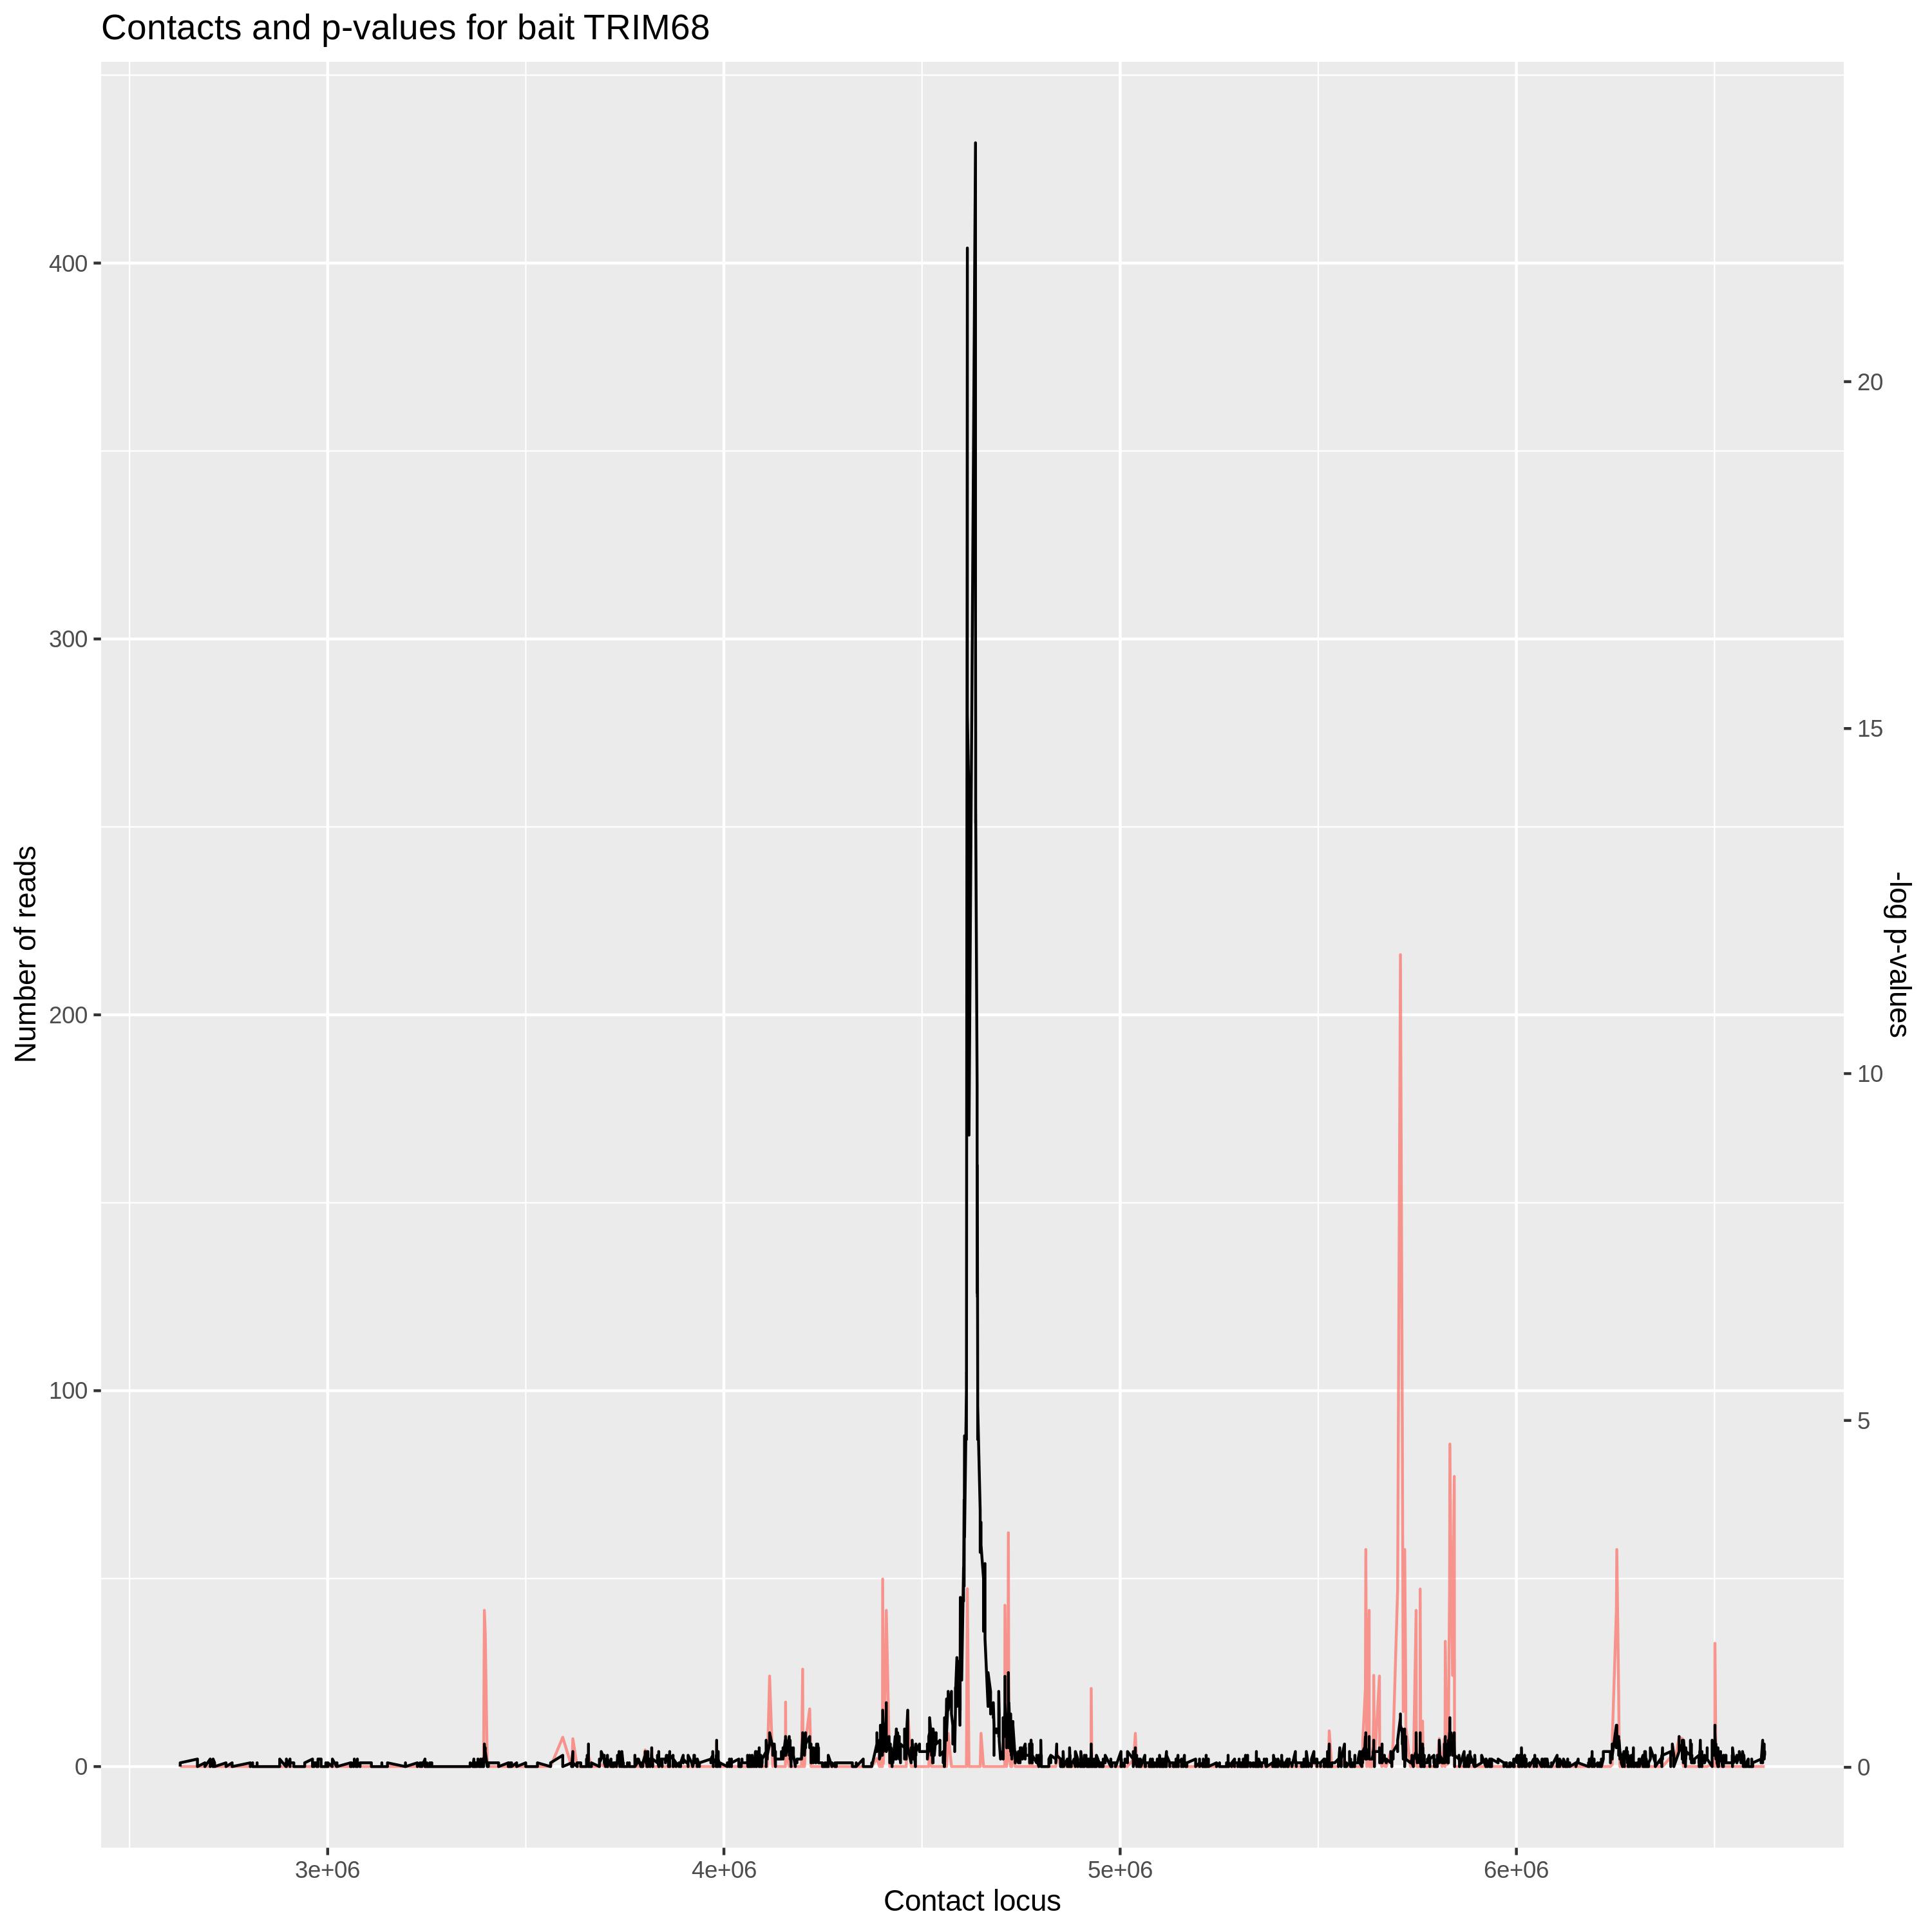 Contacts and p-values for bait TRIM68
Number of reads
400
300
200
100
0
20
15
10
5
0
-log p-values
3e+06 4e+06 5e+06 6e+06
Contact locus